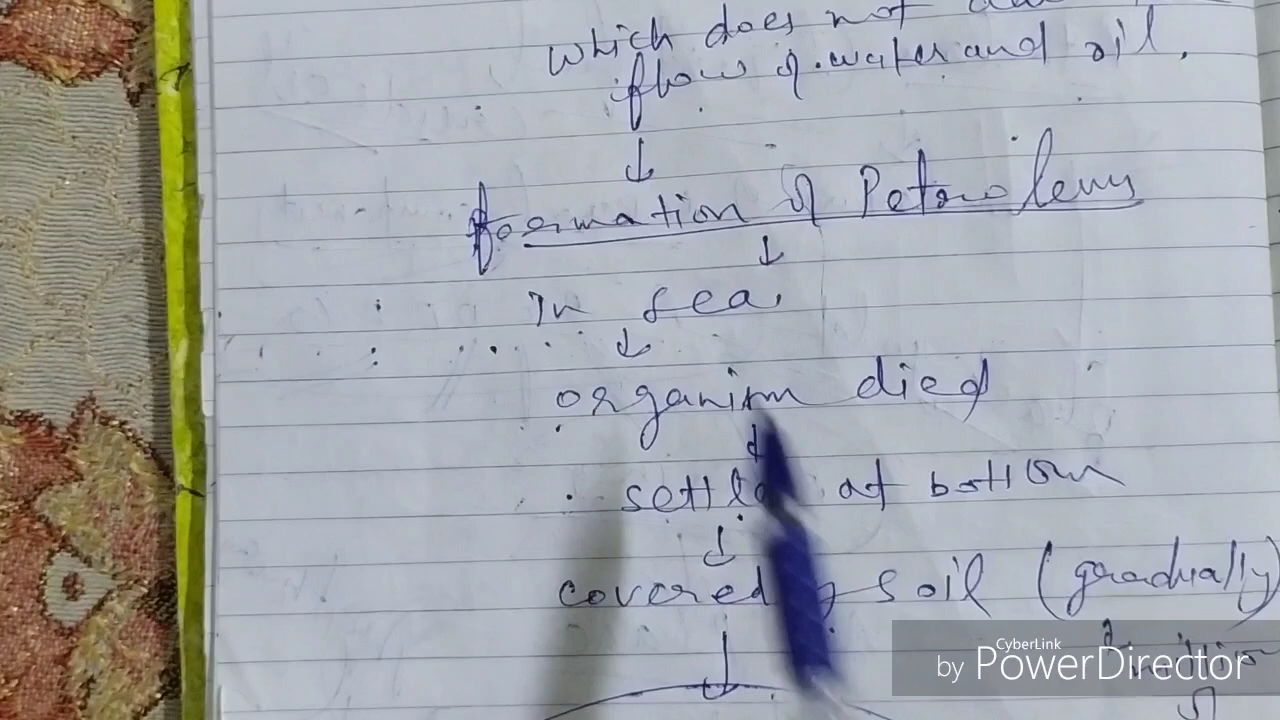 which does not
flow of water and oil.
↓
formation of Petroleum
↓
In sea,
↓
organism died
↓
settle at bottom
↓
covered by soil (gradually)
↓
CyberLink
by PowerDirector